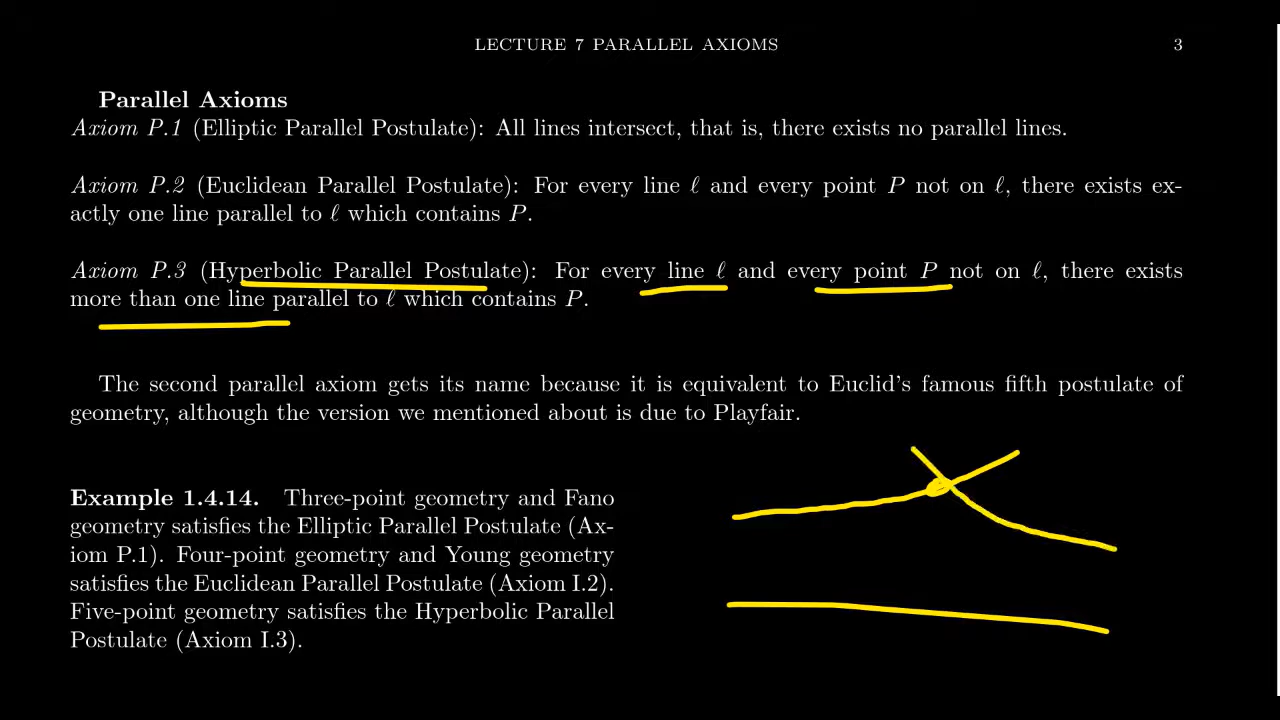 LECTURE 7 PARALLEL AXIOMS 3
Parallel Axioms
Axiom P.1 (Elliptic Parallel Postulate): All lines intersect, that is, there exists no parallel lines.
Axiom P.2 (Euclidean Parallel Postulate): For every line ℓ and every point P not on ℓ, there exists ex-
actly one line parallel to ℓ which contains P.
Axiom P.3 (Hyperbolic Parallel Postulate): For every line ℓ and every point P not on ℓ, there exists
more than one line parallel to ℓ which contains P.
The second parallel axiom gets its name because it is equivalent to Euclid's famous fifth postulate of
geometry, although the version we mentioned about is due to Playfair.
Example 1.4.14. Three-point geometry and Fano
geometry satisfies the Elliptic Parallel Postulate (Ax-
iom P.1). Four-point geometry and Young geometry
satisfies the Euclidean Parallel Postulate (Axiom I.2).
Five-point geometry satisfies the Hyperbolic Parallel
Postulate (Axiom I.3).